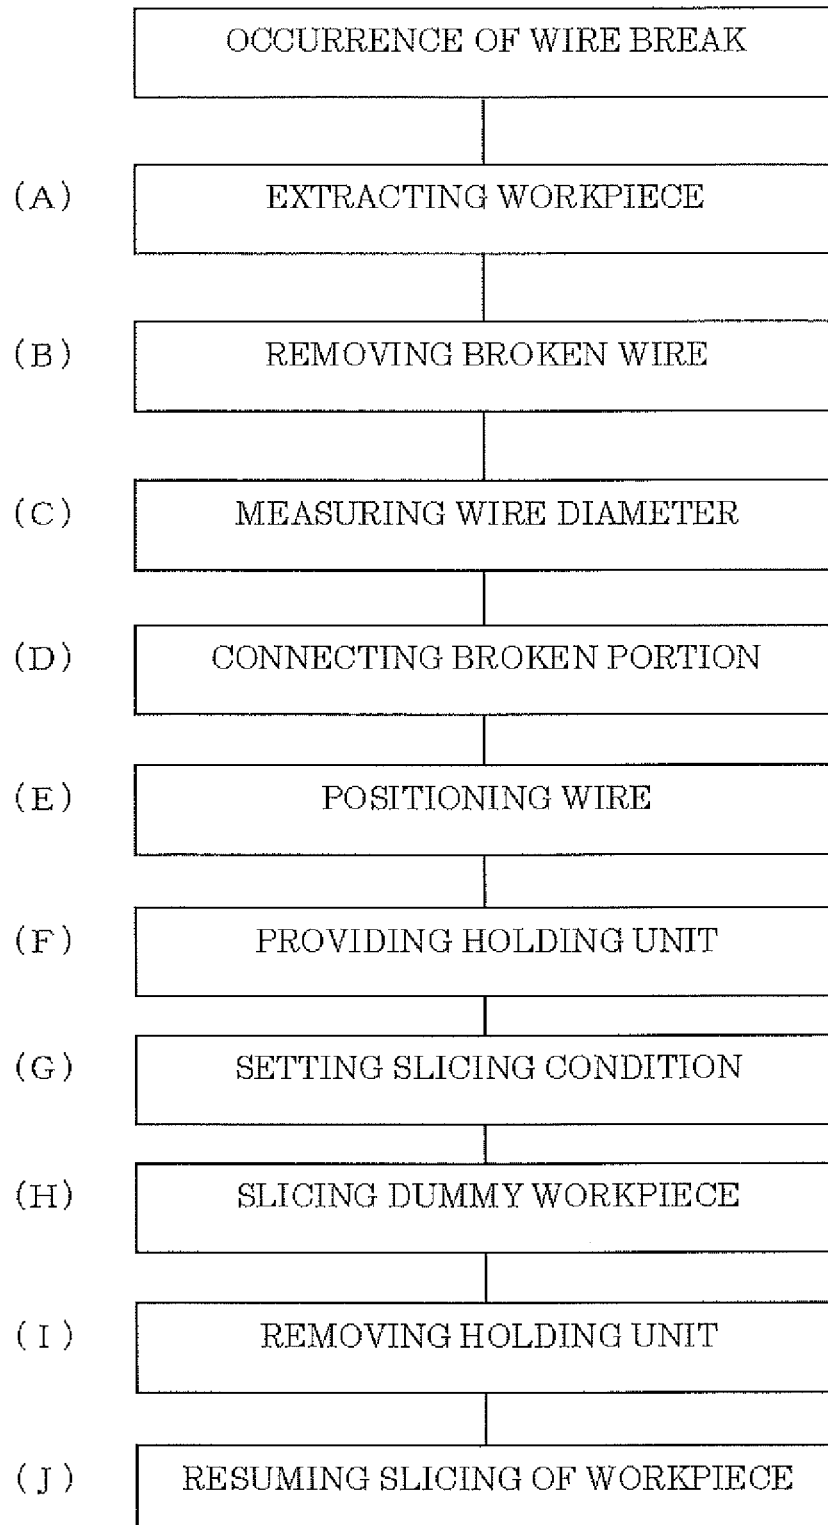 OCCURRENCE OF WIRE BREAK
(A) EXTRACTING WORKPIECE
(B) REMOVING BROKEN WIRE
(C) MEASURING WIRE DIAMETER
(D) CONNECTING BROKEN PORTION
(E) POSITIONING WIRE
(F) PROVIDING HOLDING UNIT
(G) SETTING SLICING CONDITION
(H) SLICING DUMMY WORKPIECE
(I) REMOVING HOLDING UNIT
(J) RESUMING SLICING OF WORKPIECE